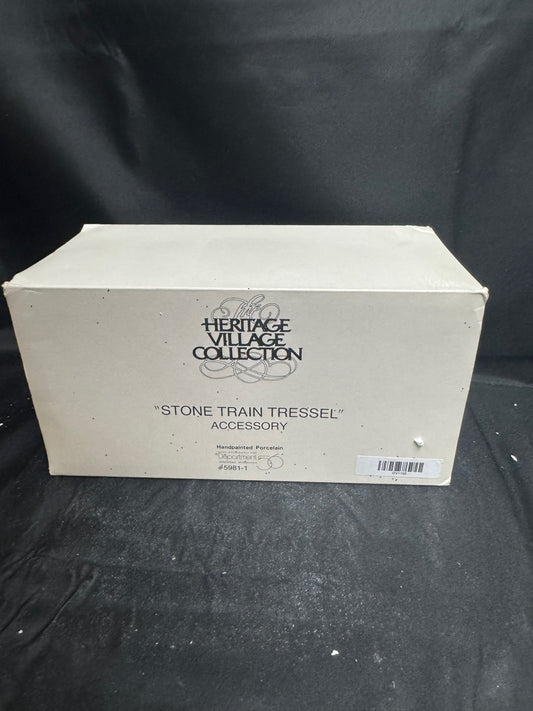 The
HERITAGE
VILLAGE
COLLECTION
"STONE TRAIN TRESSEL"
ACCESSORY
Handpainted Porcelain
Department 56
#5981-1